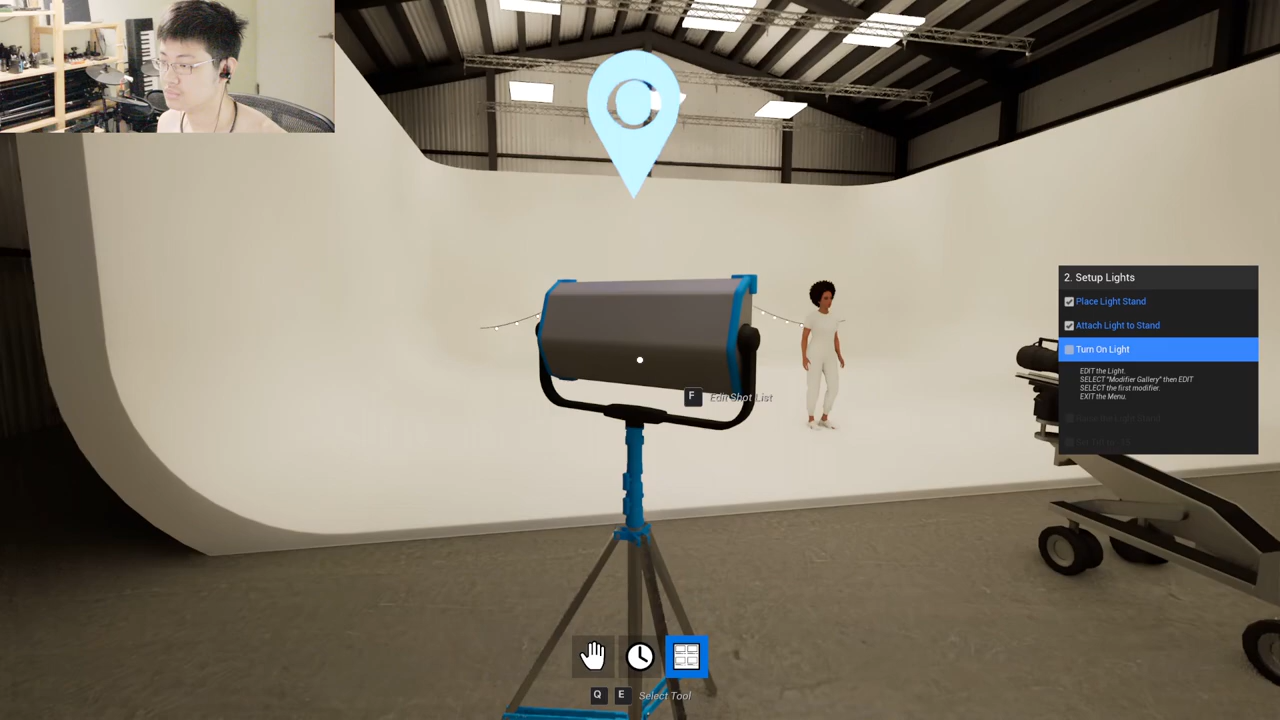 2. Setup Lights
Place Light Stand
Attach Light to Stand
Turn On Light
EDIT the Light.
SELECT "Modifier Gallery" then EDIT
SELECT the first modifier.
EXIT the Menu.
F Edit Shot List
Q E Select Tool